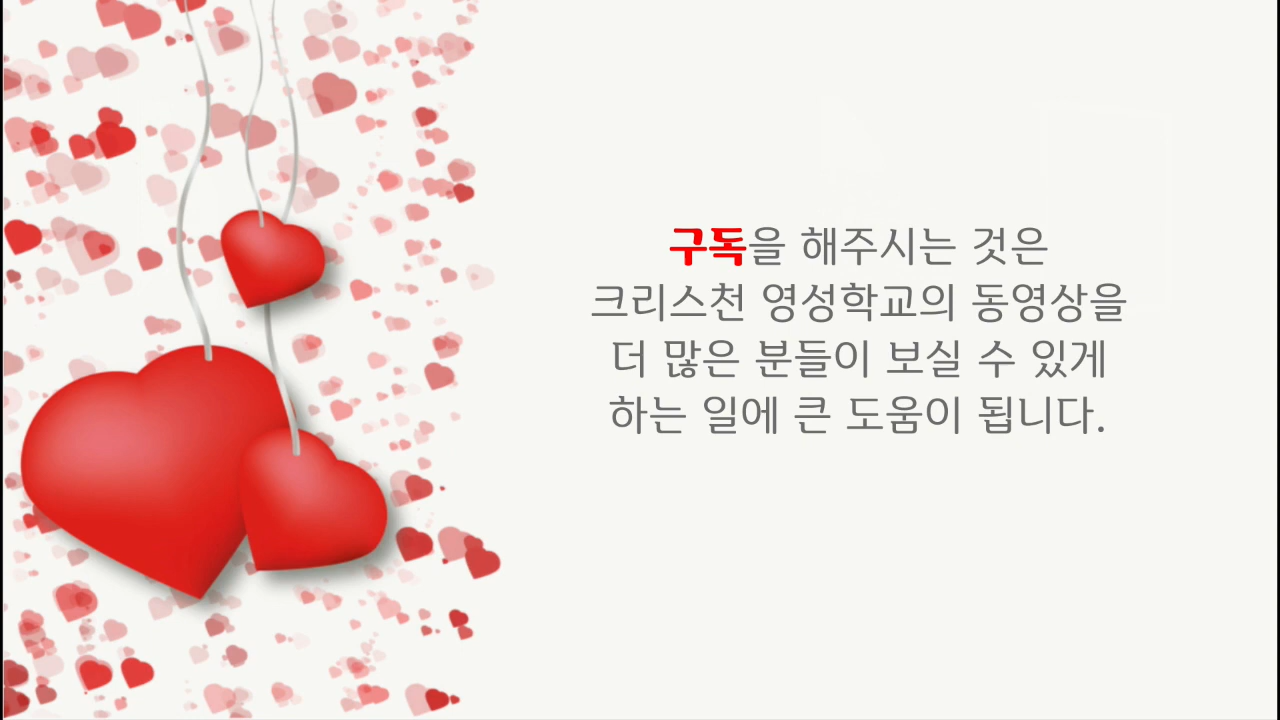 구독을 해주시는 것은
크리스천 영성학교의 동영상을
더 많은 분들이 보실 수 있게
하는 일에 큰 도움이 됩니다.